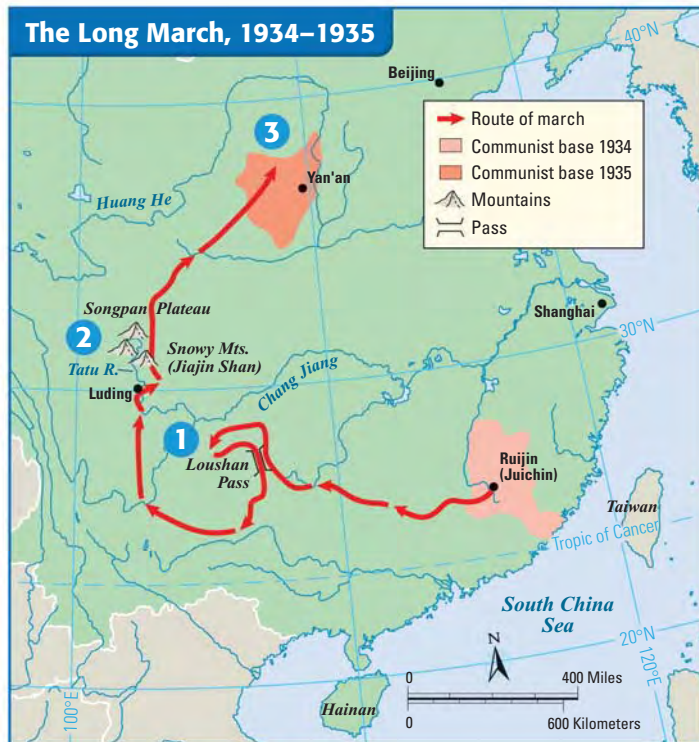 The Long March, 1934–1935
40°N
Beijing
Route of march
Communist base 1934
Communist base 1935
Mountains
Pass
3
Yan'an
Huang He
Songpan Plateau
2
Snowy Mts.
(Jiajin Shan)
Tatu R.
Luding
Shanghai
30°N
Chang Jiang
1
Loushan
Pass
Ruijin
(Juichin)
Taiwan
Tropic of Cancer
South China
Sea
20°N
120°E
100°E
N
0 400 Miles
0 600 Kilometers
Hainan